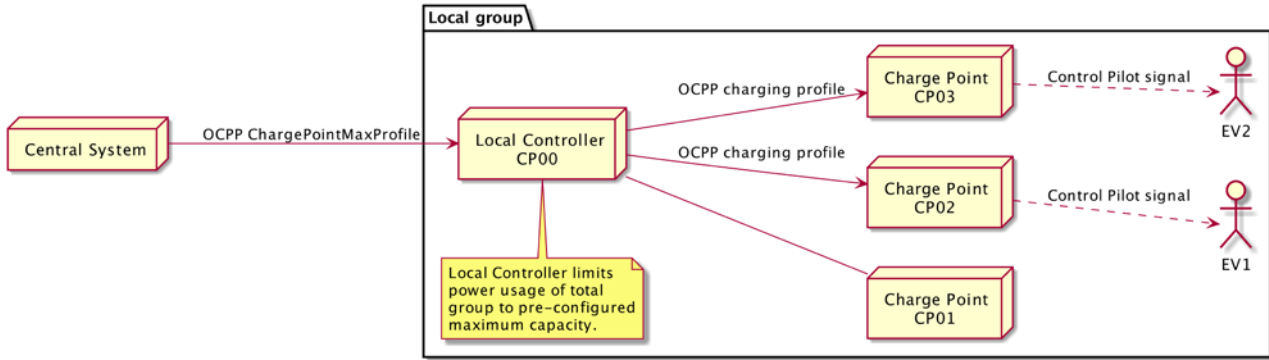 Local group
Central System
OCPP ChargePointMaxProfile
Local Controller
CP00
Local Controller limits
power usage of total
group to pre-configured
maximum capacity.
OCPP charging profile
Charge Point
CP03
Control Pilot signal
EV2
OCPP charging profile
Charge Point
CP02
Control Pilot signal
EV1
Charge Point
CP01